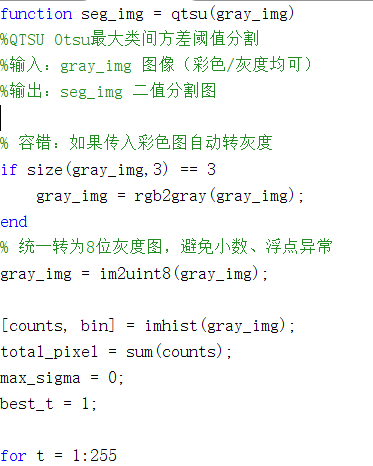 function seg_img = qtsu(gray_img)
%QTSU Otsu最大类间方差阈值分割
%输入：gray_img 图像（彩色/灰度均可）
%输出：seg_img 二值分割图
% 容错：如果传入彩色图自动转灰度
if size(gray_img,3) == 3
    gray_img = rgb2gray(gray_img);
end
% 统一转为8位灰度图，避免小数、浮点异常
gray_img = im2uint8(gray_img);
[counts, bin] = imhist(gray_img);
total_pixel = sum(counts);
max_sigma = 0;
best_t = 1;
for t = 1:255